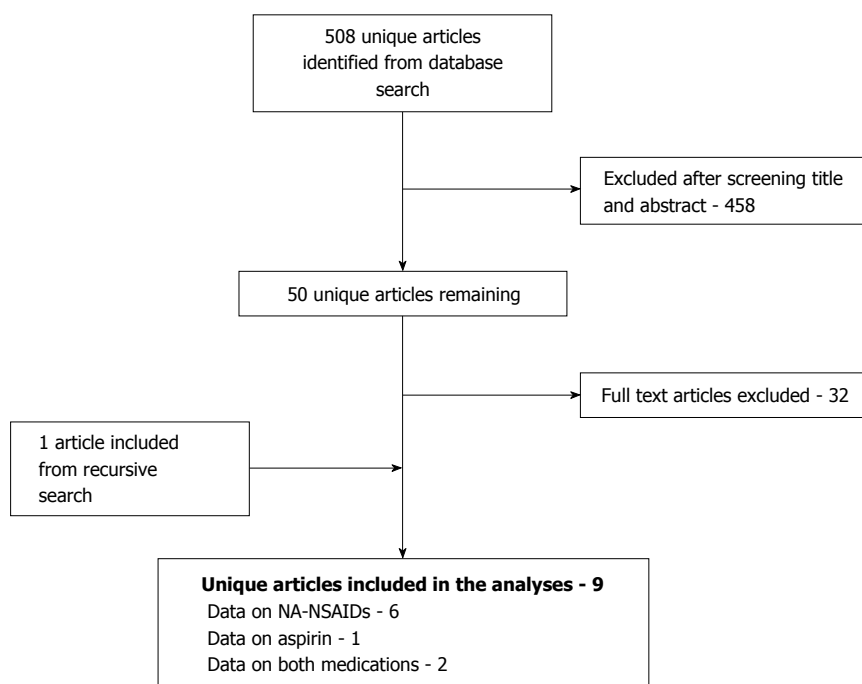 508 unique articles
identified from database
search
Excluded after screening title
and abstract - 458
50 unique articles remaining
Full text articles excluded - 32
1 article included
from recursive
search
Unique articles included in the analyses - 9
Data on NA-NSAIDs - 6
Data on aspirin - 1
Data on both medications - 2